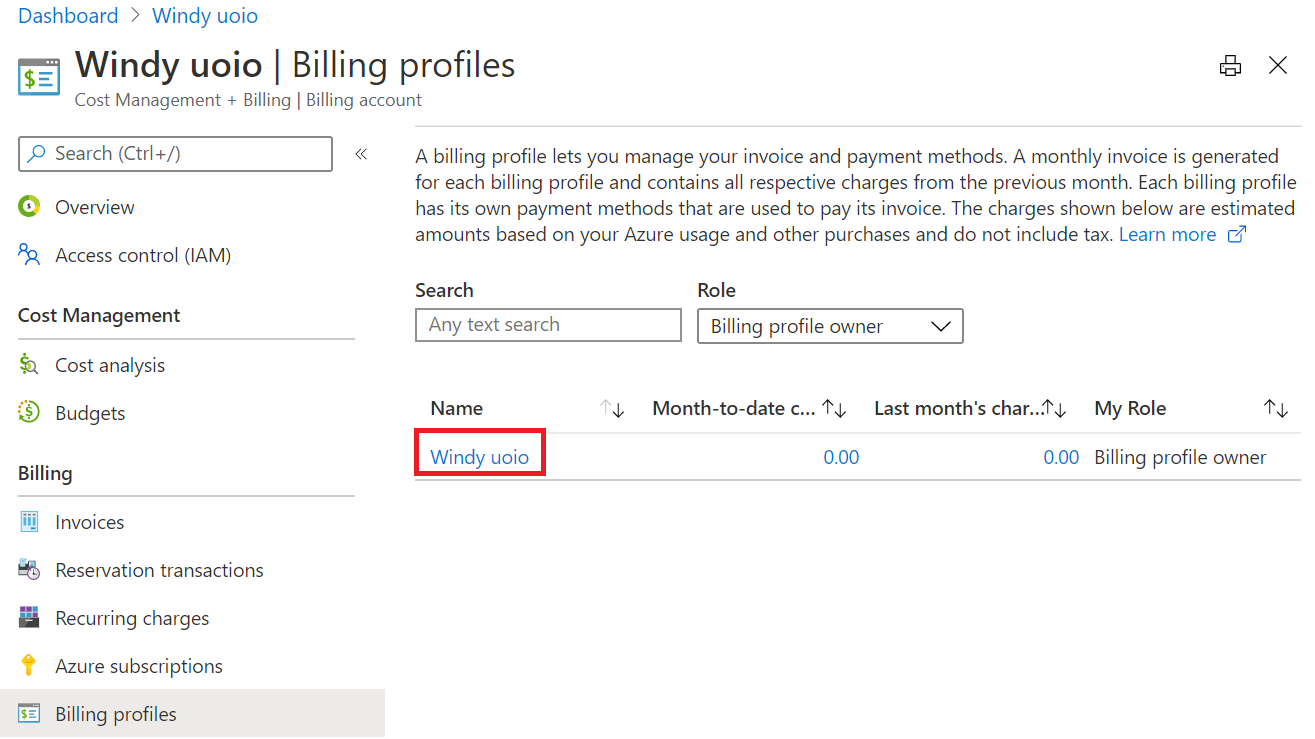 Dashboard > Windy uoio
Windy uoio | Billing profiles
Cost Management + Billing | Billing account
Search (Ctrl+/)
«
Overview
Access control (IAM)
Cost Management
Cost analysis
Budgets
Billing
Invoices
Reservation transactions
Recurring charges
Azure subscriptions
Billing profiles
A billing profile lets you manage your invoice and payment methods. A monthly invoice is generated
for each billing profile and contains all respective charges from the previous month. Each billing profile
has its own payment methods that are used to pay its invoice. The charges shown below are estimated
amounts based on your Azure usage and other purchases and do not include tax. Learn more
Search Role
Any text search Billing profile owner
Name Month-to-date c... Last month's char... My Role
Windy uoio 0.00 0.00 Billing profile owner